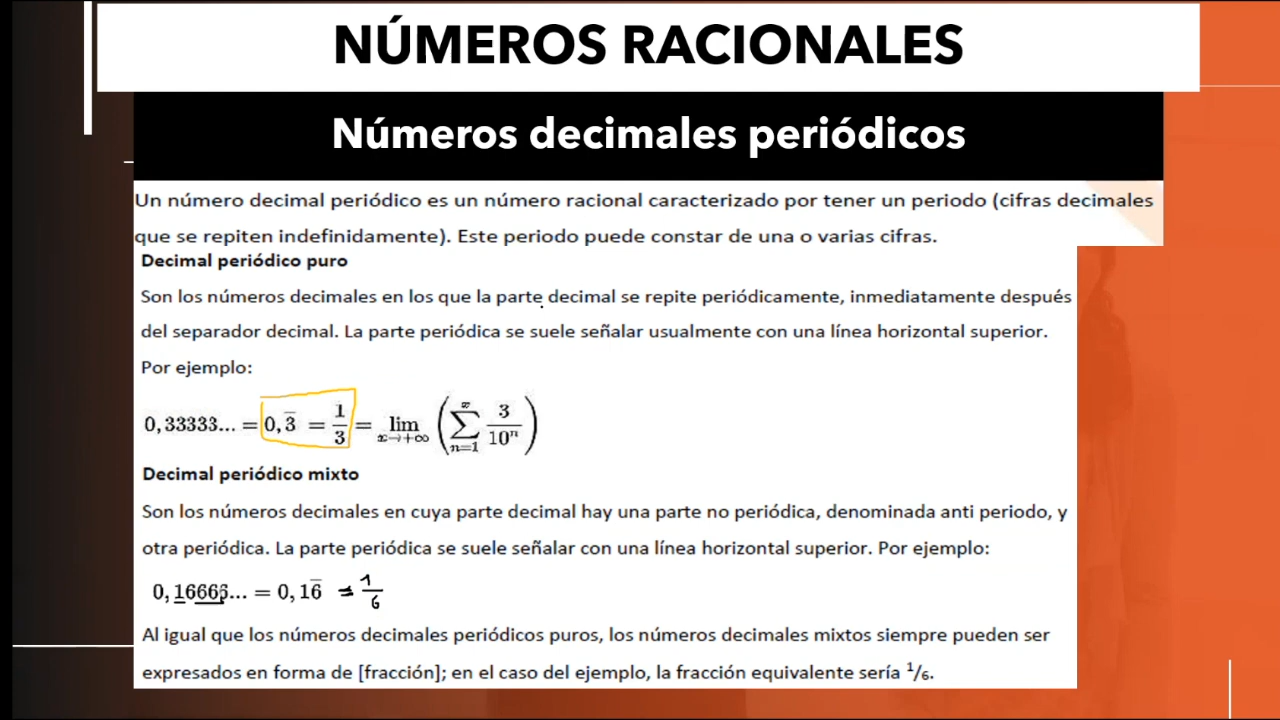 NÚMEROS RACIONALES
Números decimales periódicos
Un número decimal periódico es un número racional caracterizado por tener un periodo (cifras decimales
que se repiten indefinidamente). Este periodo puede constar de una o varias cifras.
Decimal periódico puro
Son los números decimales en los que la parte decimal se repite periódicamente, inmediatamente después
del separador decimal. La parte periódica se suele señalar usualmente con una línea horizontal superior.
Por ejemplo:
0,33333... = 0,3̅ = 1/3 = lim x→+∞ (∑ x n=1 3/10ⁿ)
Decimal periódico mixto
Son los números decimales en cuya parte decimal hay una parte no periódica, denominada anti periodo, y
otra periódica. La parte periódica se suele señalar con una línea horizontal superior. Por ejemplo:
0,16666... = 0,16̅ = 1/6
Al igual que los números decimales periódicos puros, los números decimales mixtos siempre pueden ser
expresados en forma de [fracción]; en el caso del ejemplo, la fracción equivalente sería ¹/₆.